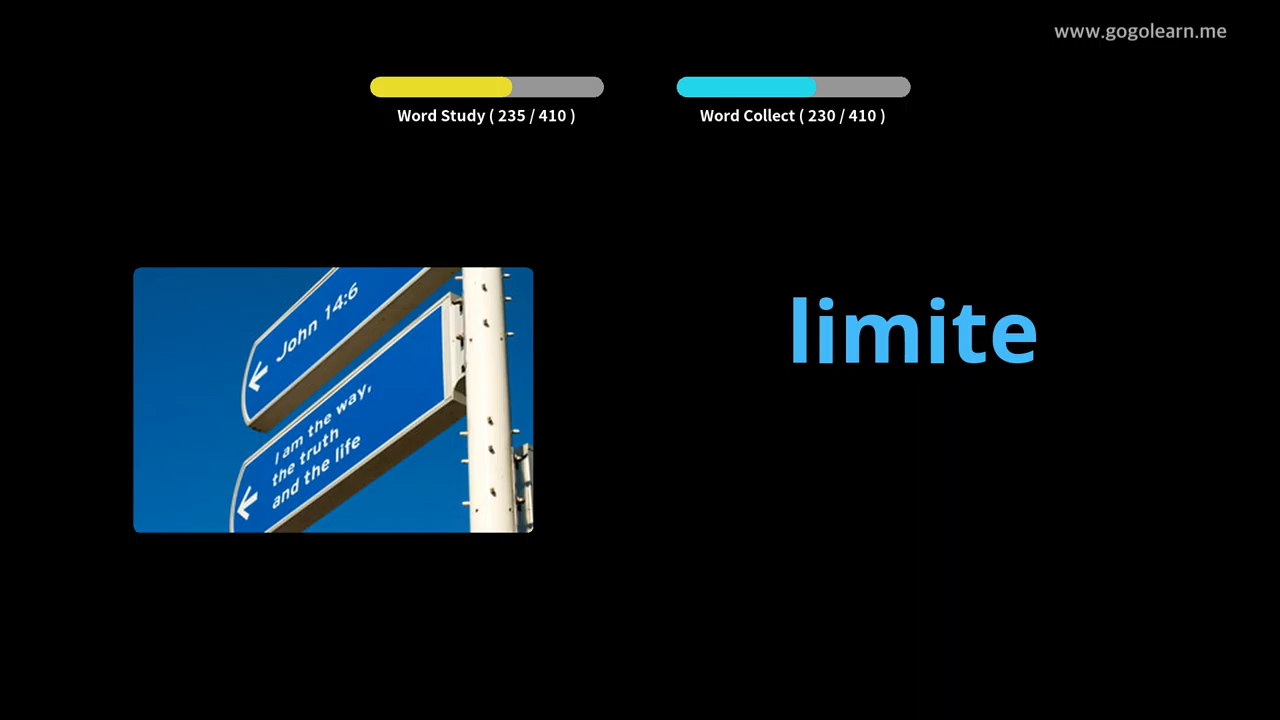 www.gogolearn.me
Word Study ( 235 / 410 )
Word Collect ( 230 / 410 )
John 14:6
I am the way,
the truth
and the life
limite